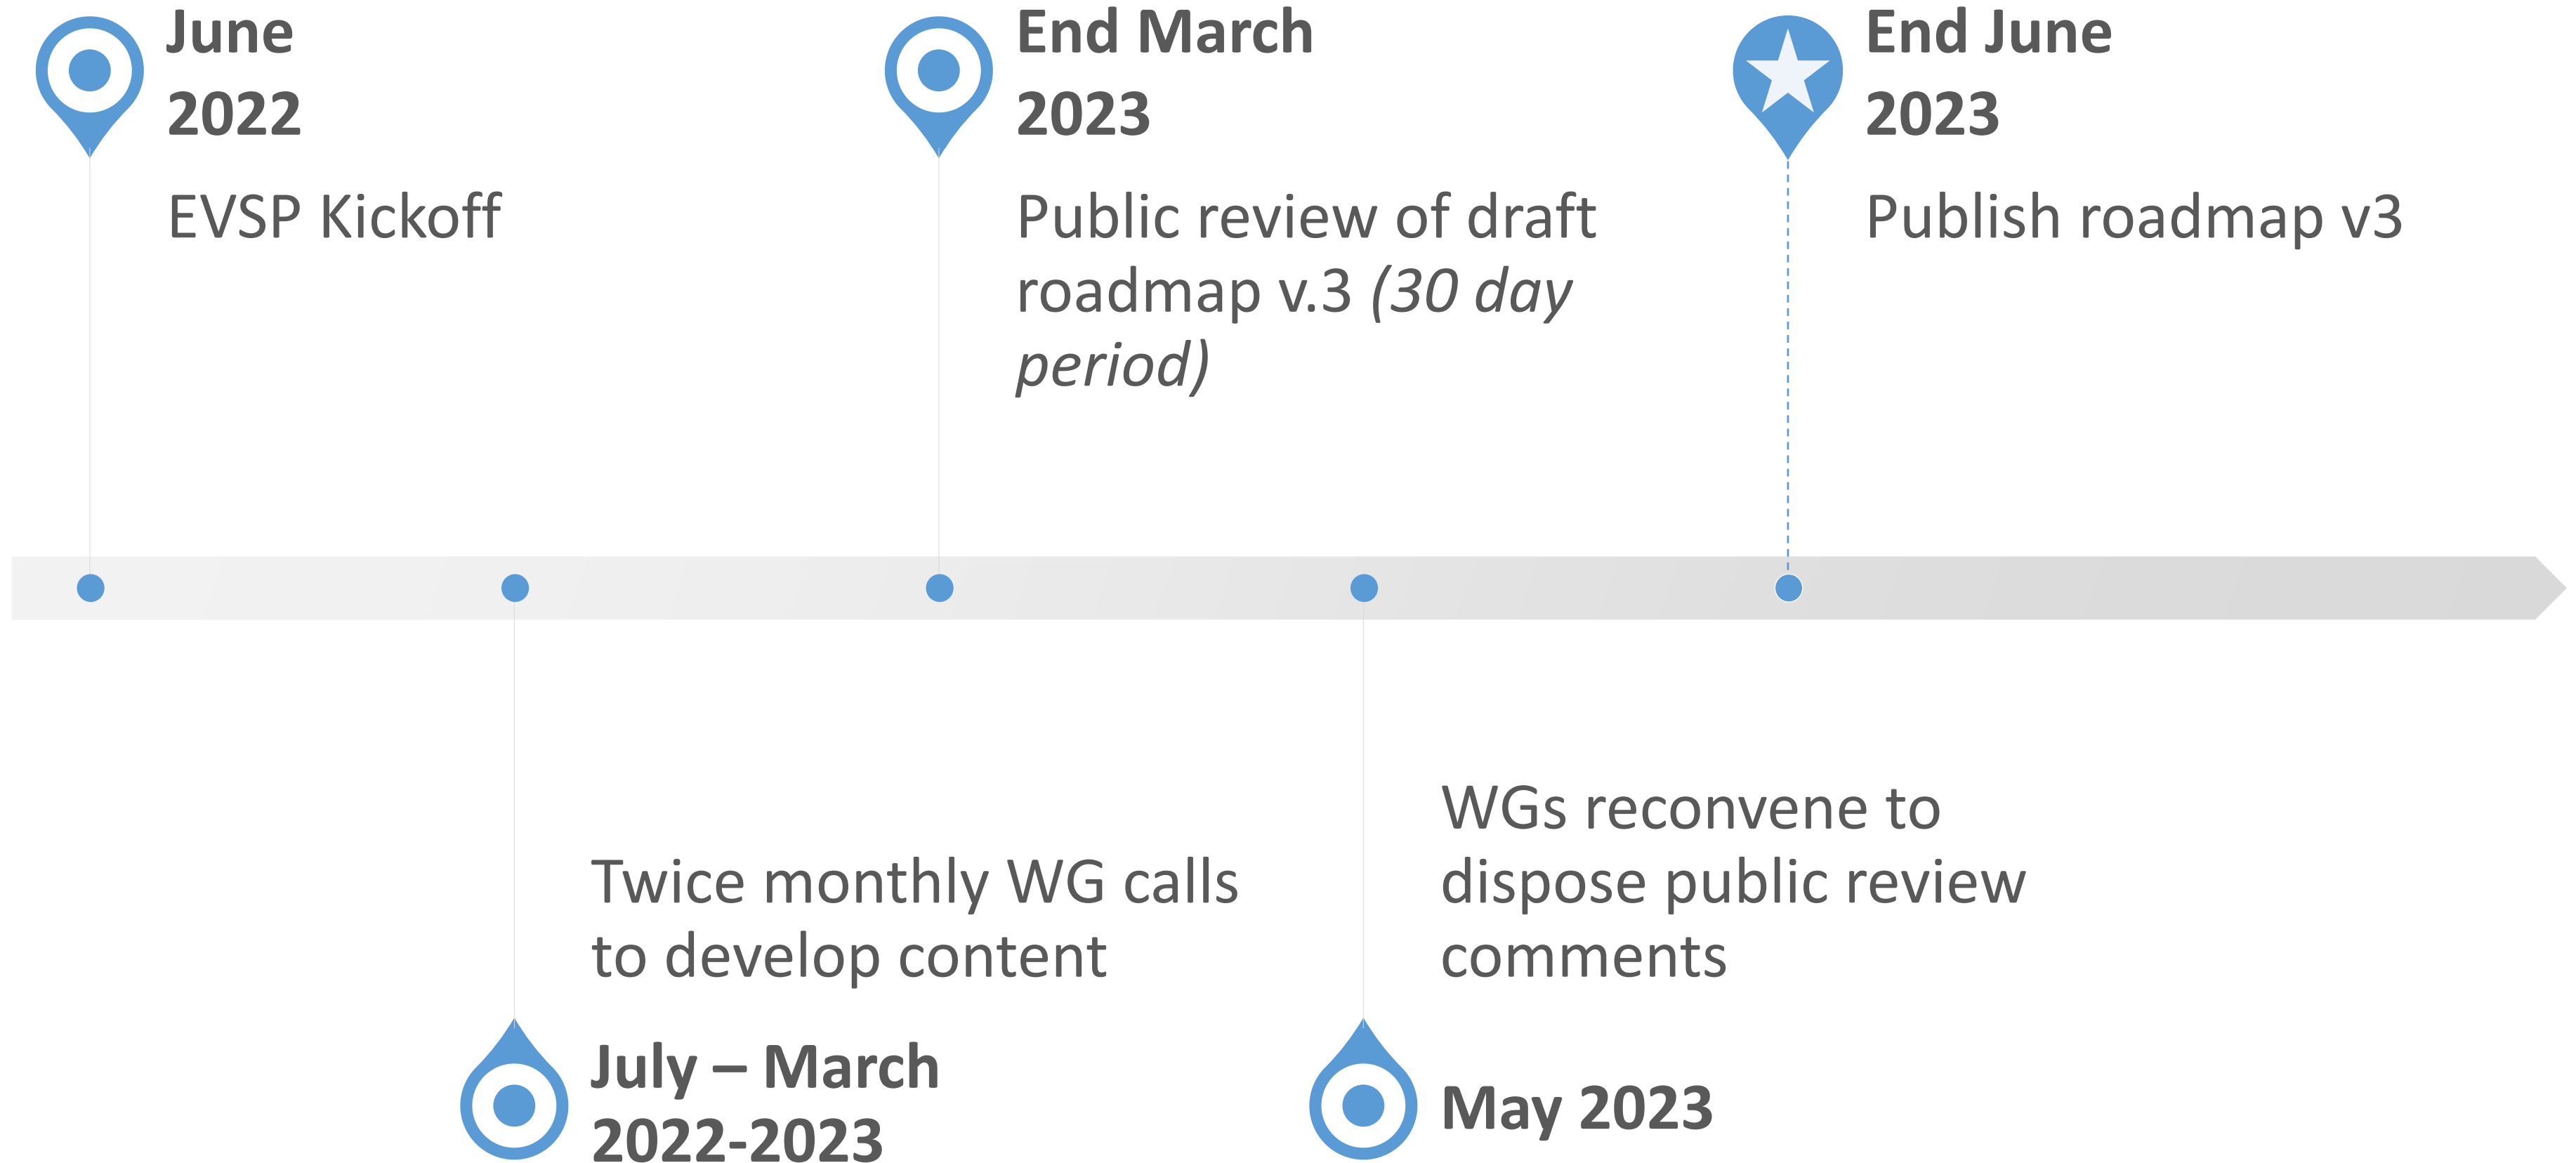 June
2022
EVSP Kickoff
End March
2023
Public review of draft
roadmap v.3 (30 day
period)
End June
2023
Publish roadmap v3
Twice monthly WG calls
to develop content
July – March
2022-2023
WGs reconvene to
dispose public review
comments
May 2023